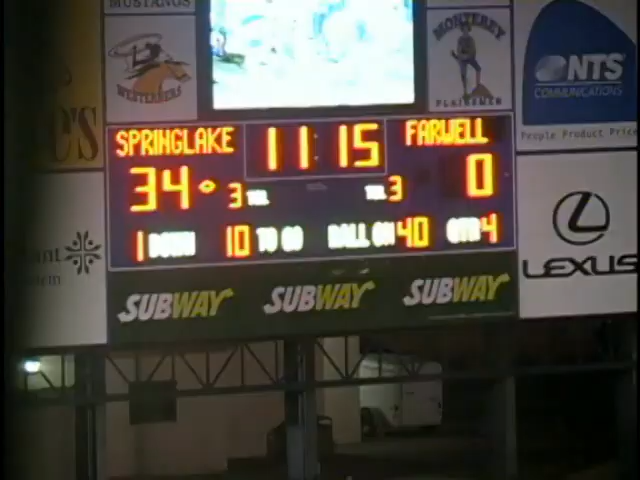 MUSTANGS
WESTERNERS
MONTEREY
PLAINSMEN
NTS
COMMUNICATIONS
People Product Price
SPRINGLAKE 11:15 FARWELL
34 3 TOL TOL 3 0
1 DOWN 10 TO GO BALL ON 40 QTR 4
LEXUS
SUBWAY SUBWAY SUBWAY